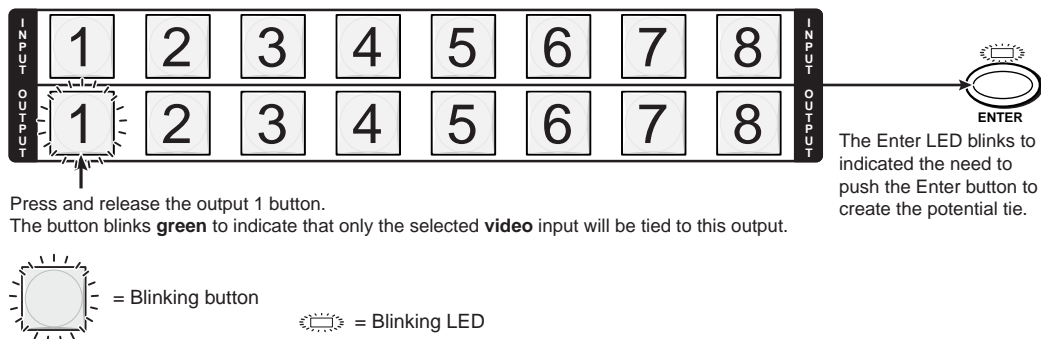 INPUT
1 2 3 4 5 6 7 8
INPUT
OUTPUT
1 2 3 4 5 6 7 8
OUTPUT
ENTER
The Enter LED blinks to
indicated the need to
push the Enter button to
create the potential tie.
Press and release the output 1 button.
The button blinks green to indicate that only the selected video input will be tied to this output.
= Blinking button
= Blinking LED